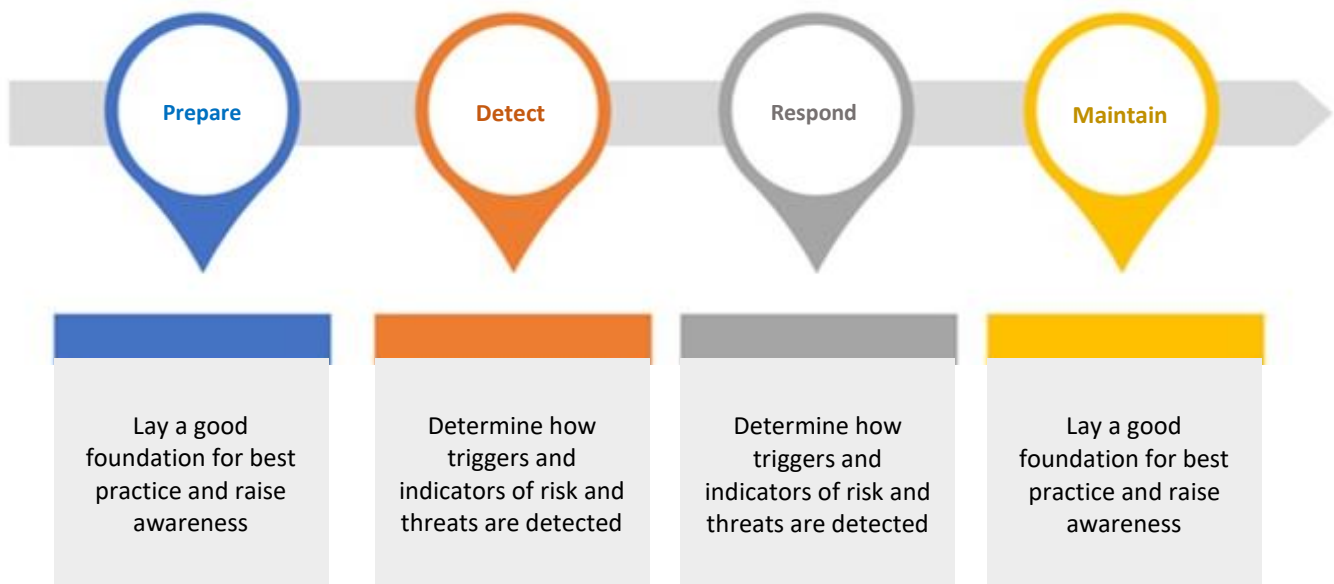 Prepare
Detect
Respond
Maintain
Lay a good
foundation for best
practice and raise
awareness
Determine how
triggers and
indicators of risk and
threats are detected
Determine how
triggers and
indicators of risk and
threats are detected
Lay a good
foundation for best
practice and raise
awareness